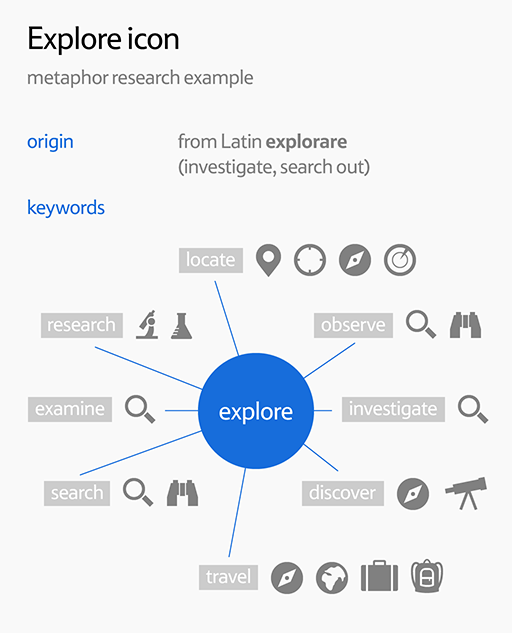 Explore icon
metaphor research example
origin
from Latin explorare
(investigate, search out)
keywords
locate
research
observe
examine
explore
investigate
search
discover
travel